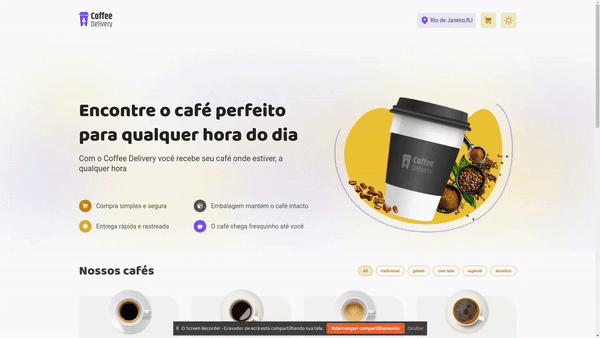 Coffee
Delivery
Rio de Janeiro,RJ
Encontre o café perfeito
para qualquer hora do dia
Com o Coffee Delivery você recebe seu café onde estiver, a
qualquer hora
Coffee
Delivery
Compra simples e segura
Embalagem mantém o café intacto
Entrega rápida e rastreada
O café chega fresquinho até você
Nossos cafés
All
tradicional
gelado
com leite
especial
alcoólico
O Screen Recorder - Gravador de ecrã está compartilhando sua tela.
Interromper compartilhamento
Ocultar